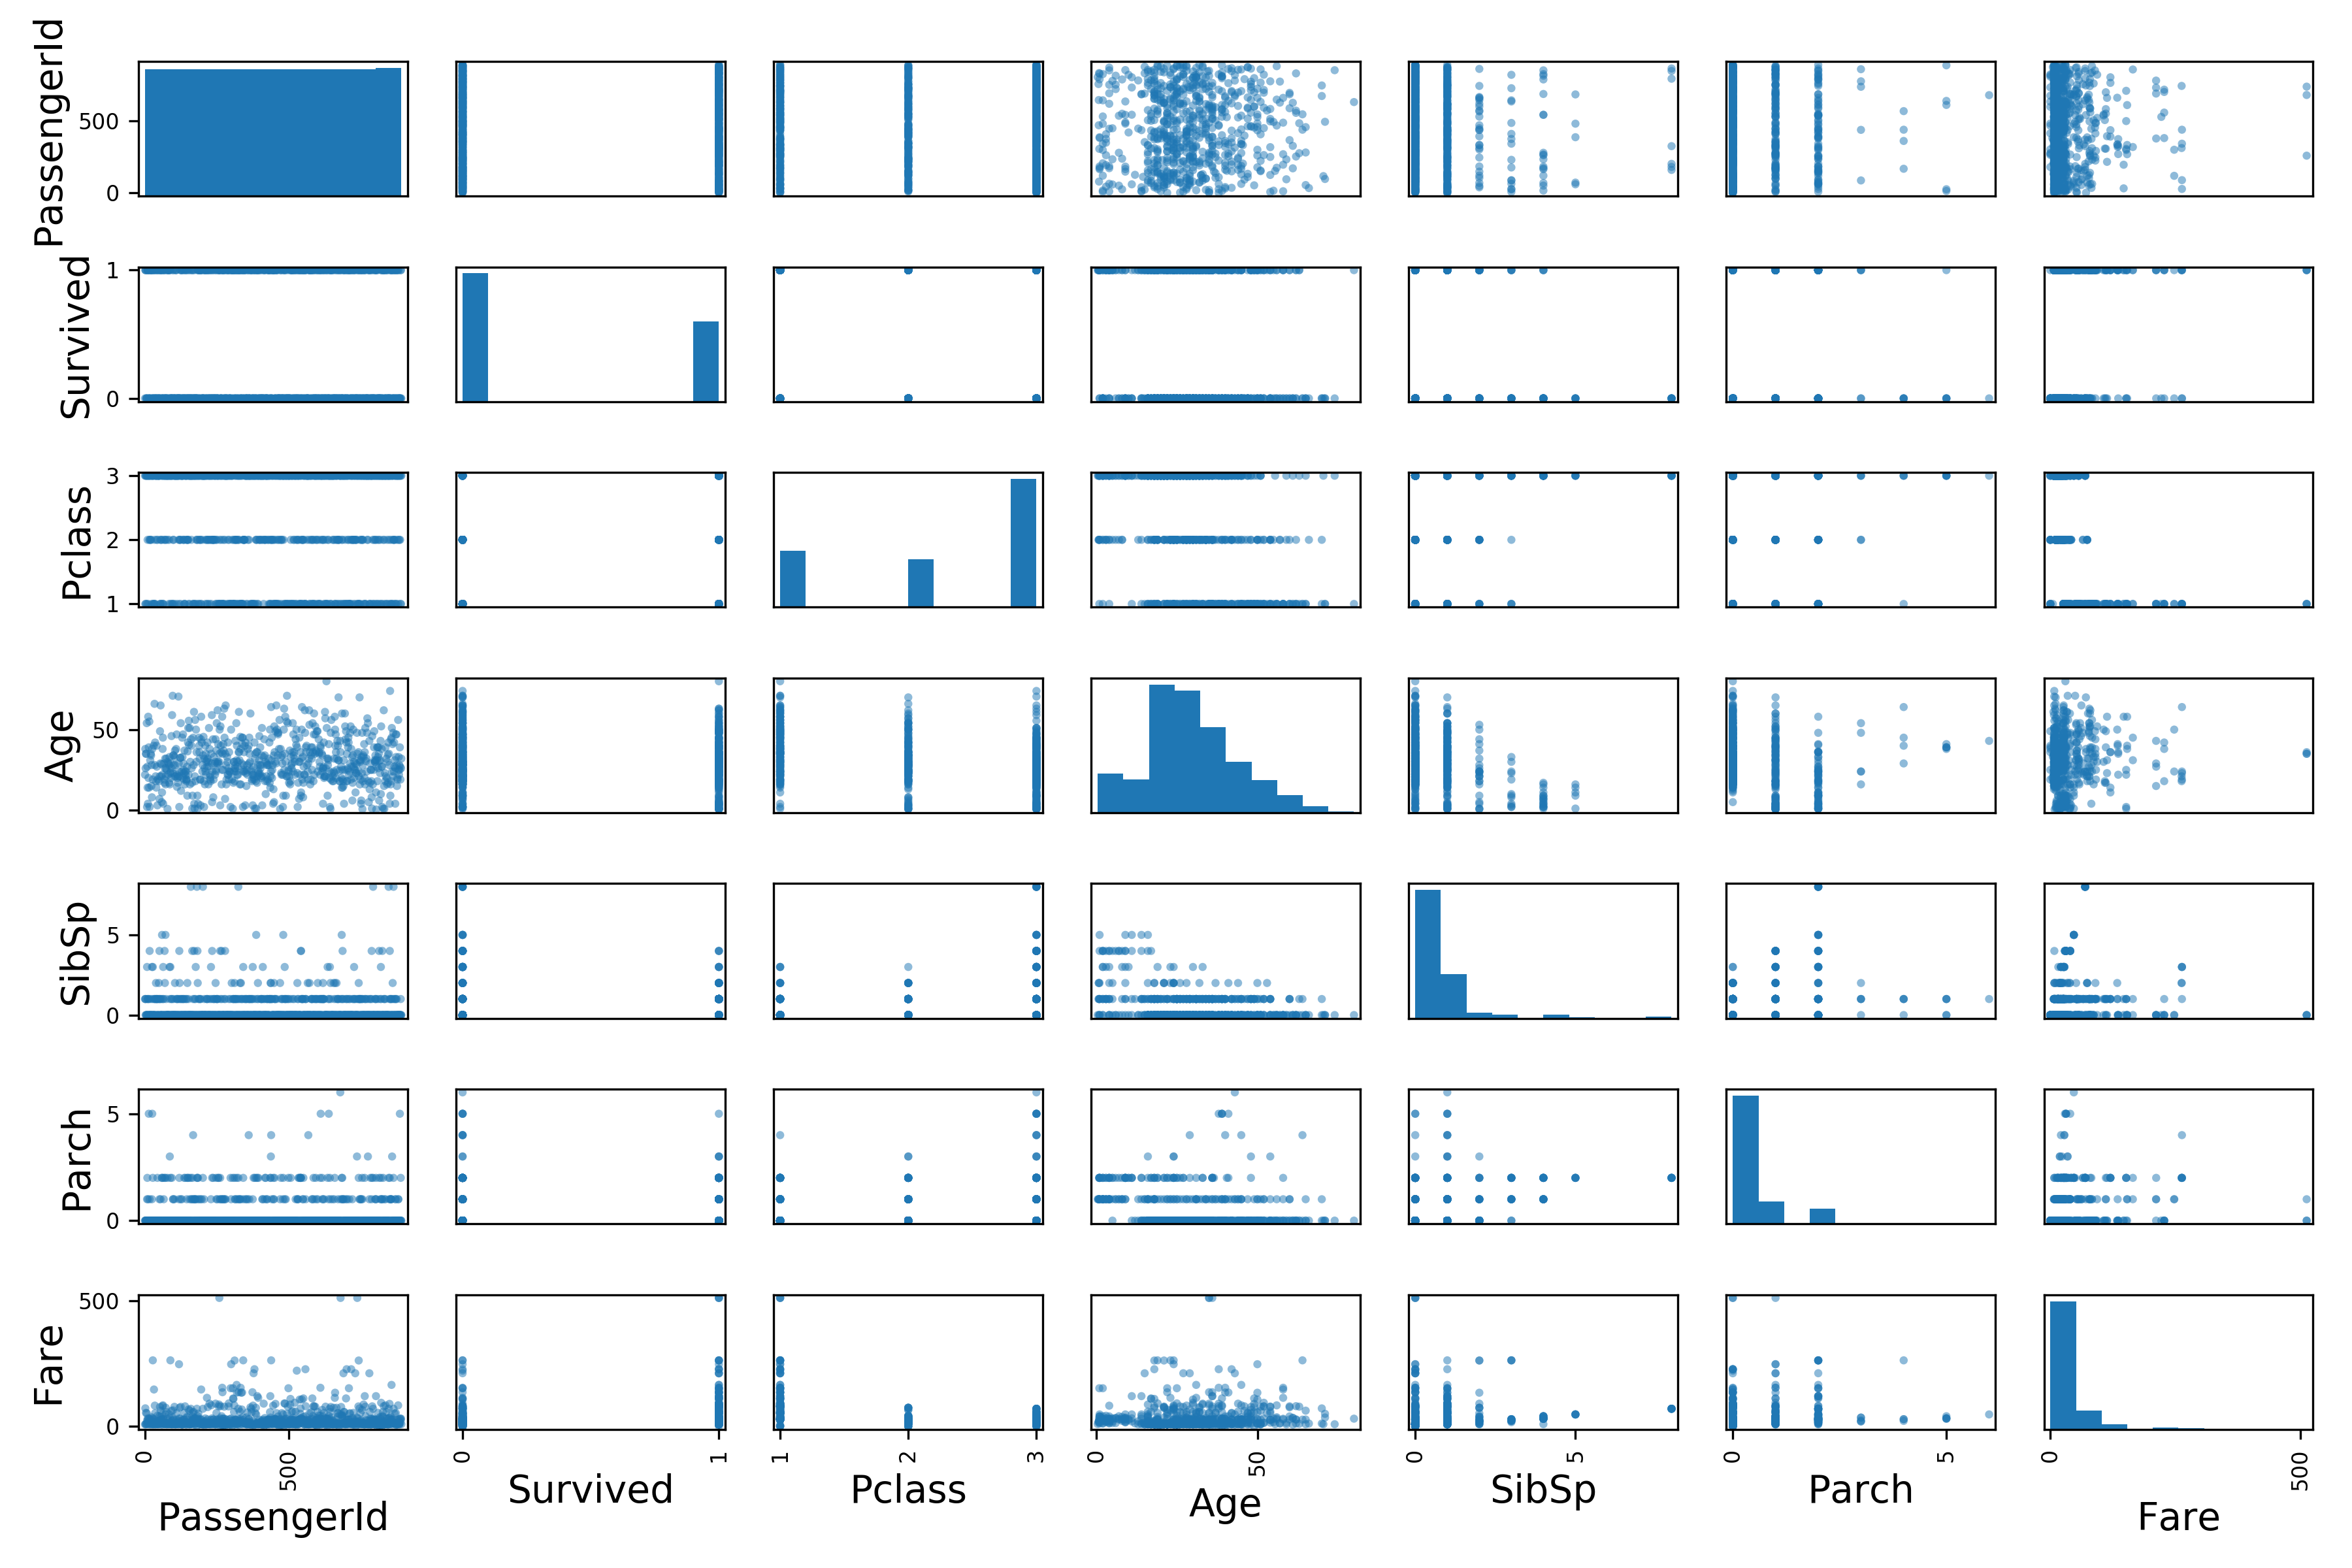 PassengerId
500
0
Survived
1
0
Pclass
3
2
1
Age
50
0
SibSp
5
0
Parch
5
0
Fare
500
0
0 500 0 1 1 2 3 0 50 0 5 0 5 0 500
PassengerId Survived Pclass Age SibSp Parch Fare